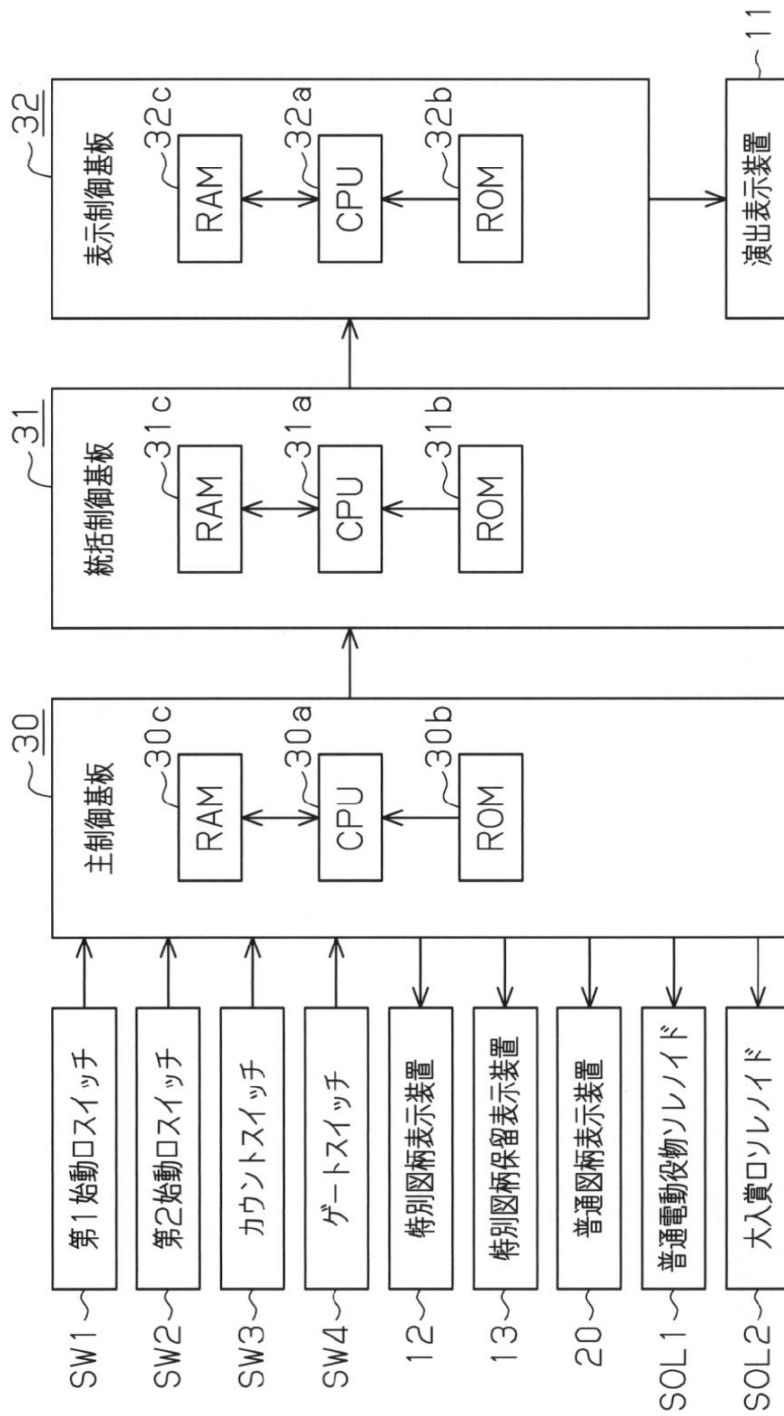 SW1
第1始動口スイッチ
SW2
第2始動口スイッチ
SW3
カウントスイッチ
SW4
ゲートスイッチ
12
特別図柄表示装置
13
特別図柄保留表示装置
20
普通図柄表示装置
SOL1
普通電動役物ソレノイド
SOL2
大入賞口ソレノイド
30
主制御基板
30c
RAM
30a
CPU
30b
ROM
31
統括制御基板
31c
RAM
31a
CPU
31b
ROM
32
表示制御基板
32c
RAM
32a
CPU
32b
ROM
11
演出表示装置